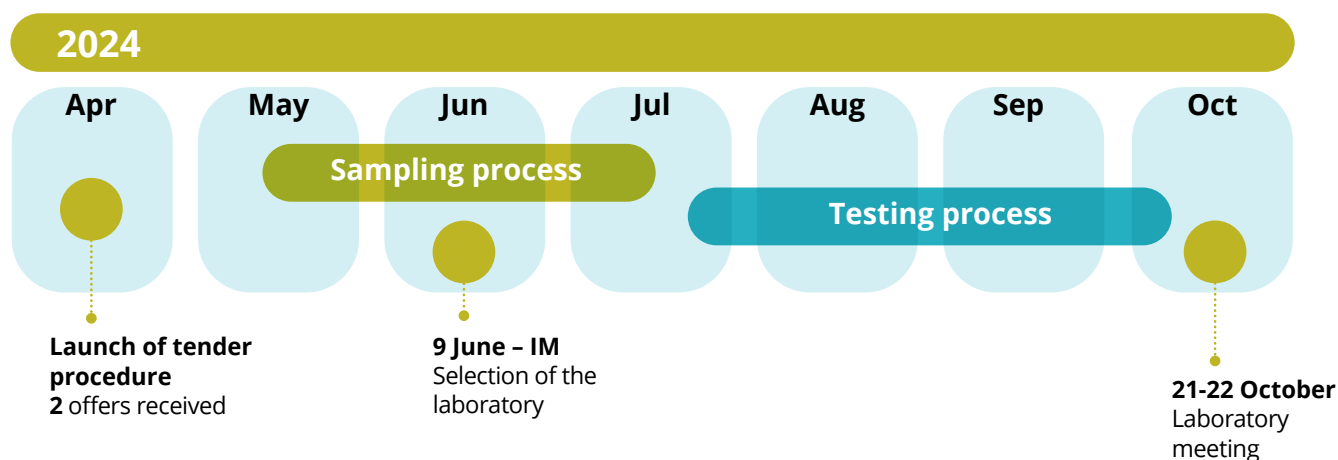 2024
Apr May Jun Jul Aug Sep Oct
Sampling process
Testing process
Launch of tender
procedure
2 offers received
9 June – IM
Selection of the
laboratory
21-22 October
Laboratory
meeting